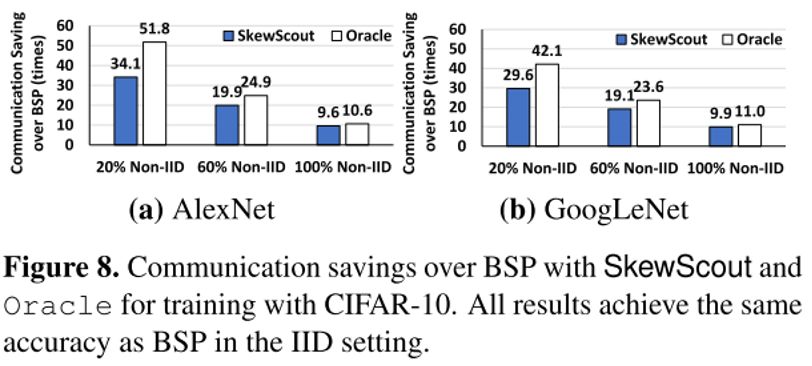 Communication Saving
over BSP (times)
60
50
40
30
20
10
0
SkewScout
Oracle
34.1
51.8
19.9
24.9
9.6
10.6
20% Non-IID
60% Non-IID
100% Non-IID
(a) AlexNet
Communication Saving
over BSP (times)
60
50
40
30
20
10
0
SkewScout
Oracle
29.6
42.1
19.1
23.6
9.9
11.0
20% Non-IID
60% Non-IID
100% Non-IID
(b) GoogLeNet
Figure 8. Communication savings over BSP with SkewScout and
Oracle for training with CIFAR-10. All results achieve the same
accuracy as BSP in the IID setting.